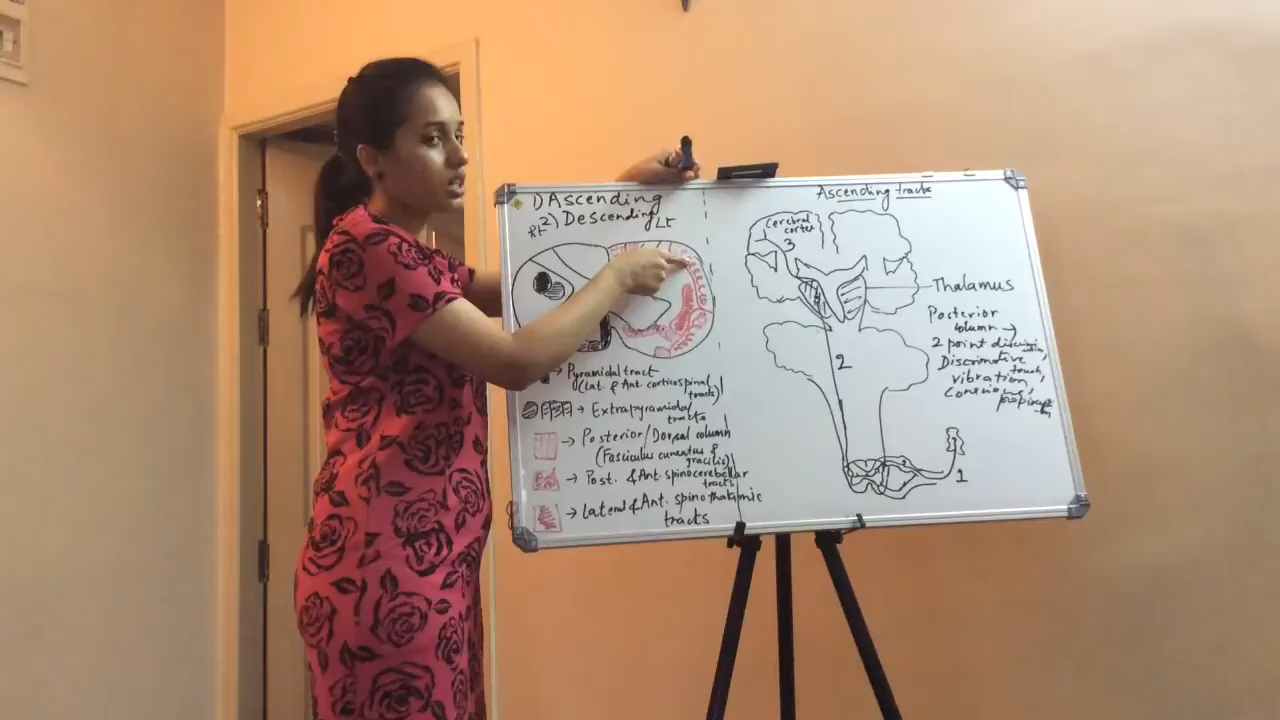 1) Ascending
2) Descending
Rt
Lt
→ Pyramidal tract
(Lat. & Ant. corticospinal
tracts)
→ Extrapyramidal
tracts
→ Posterior/Dorsal column
(Fasciculus cuneatus &
gracilis)
→ Post. & Ant. spinocerebellar
tracts
→ Lateral & Ant. spinothalamic
tracts
Ascending tracts
Cerebral
cortex
3
Thalamus
2
1
Posterior
column →
2 point
touch,
vibration,